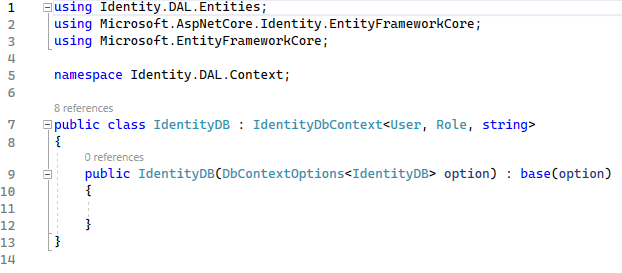 1 using Identity.DAL.Entities;
2 using Microsoft.AspNetCore.Identity.EntityFrameworkCore;
3 using Microsoft.EntityFrameworkCore;
4
5 namespace Identity.DAL.Context;
6
8 references
7 public class IdentityDB : IdentityDbContext<User, Role, string>
8 {
0 references
9 public IdentityDB(DbContextOptions<IdentityDB> option) : base(option)
10 {
11
12 }
13 }
14